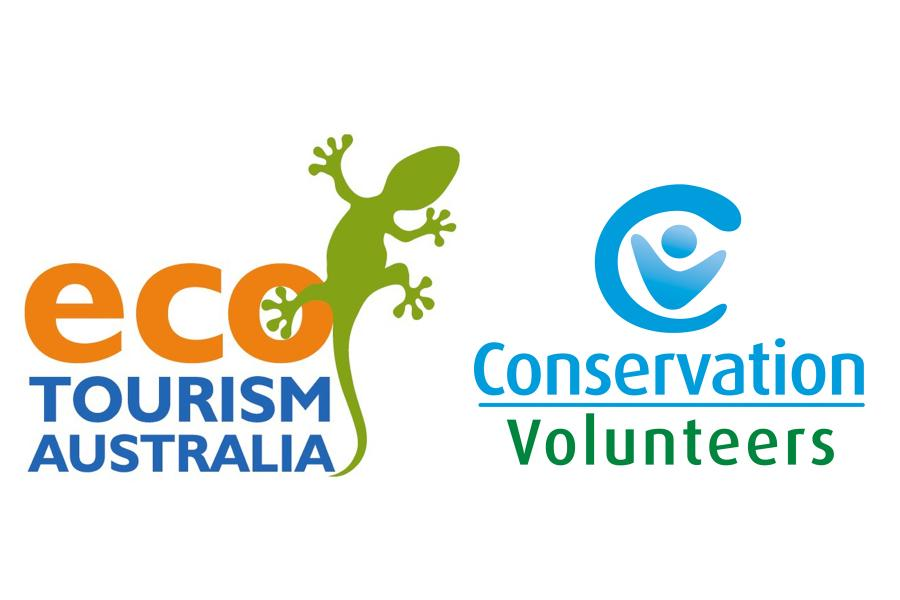 eco
TOURISM
AUSTRALIA
Conservation
Volunteers